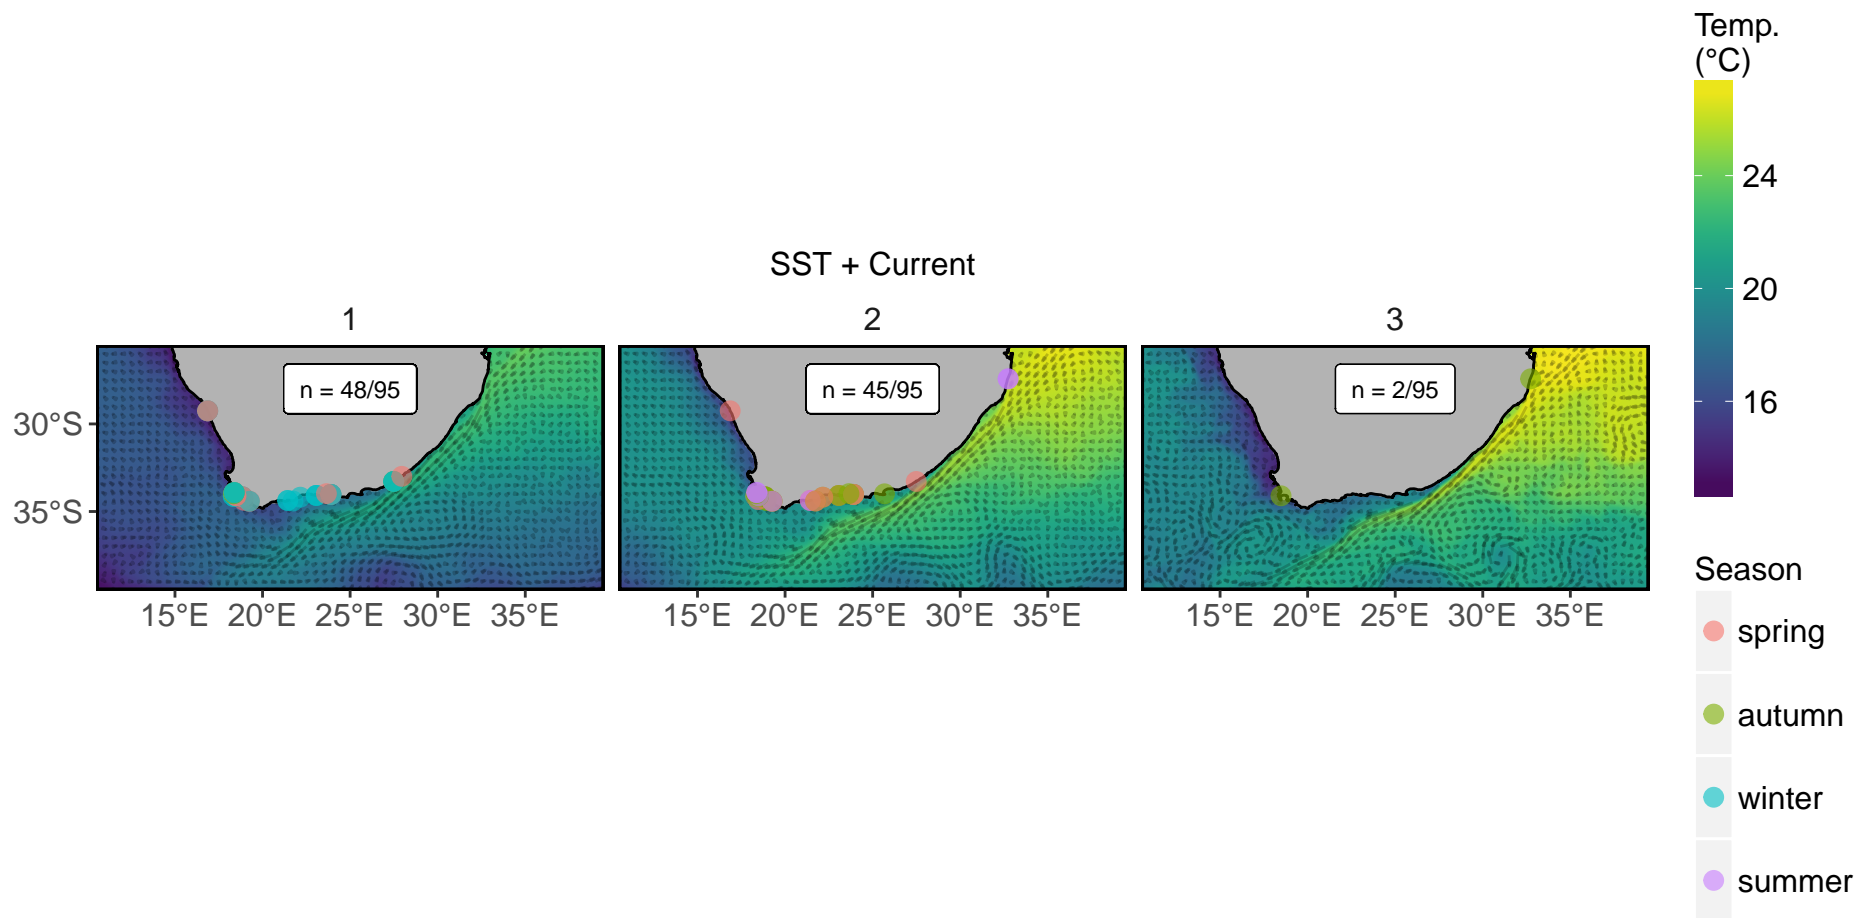 Temp.
(°C)
24
20
16
SST + Current
1
2
3
n = 48/95
n = 45/95
n = 2/95
30°S
35°S
15°E 20°E 25°E 30°E 35°E
15°E 20°E 25°E 30°E 35°E
15°E 20°E 25°E 30°E 35°E
Season
spring
autumn
winter
summer